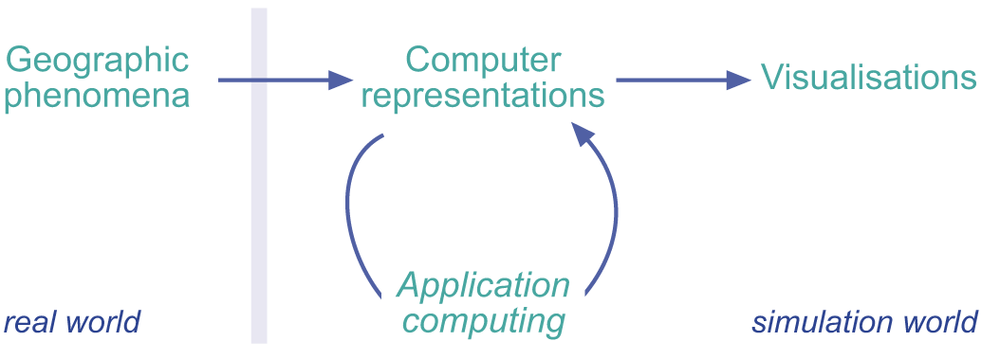 Geographic
phenomena
Computer
representations
Visualisations
Application
computing
real world
simulation world